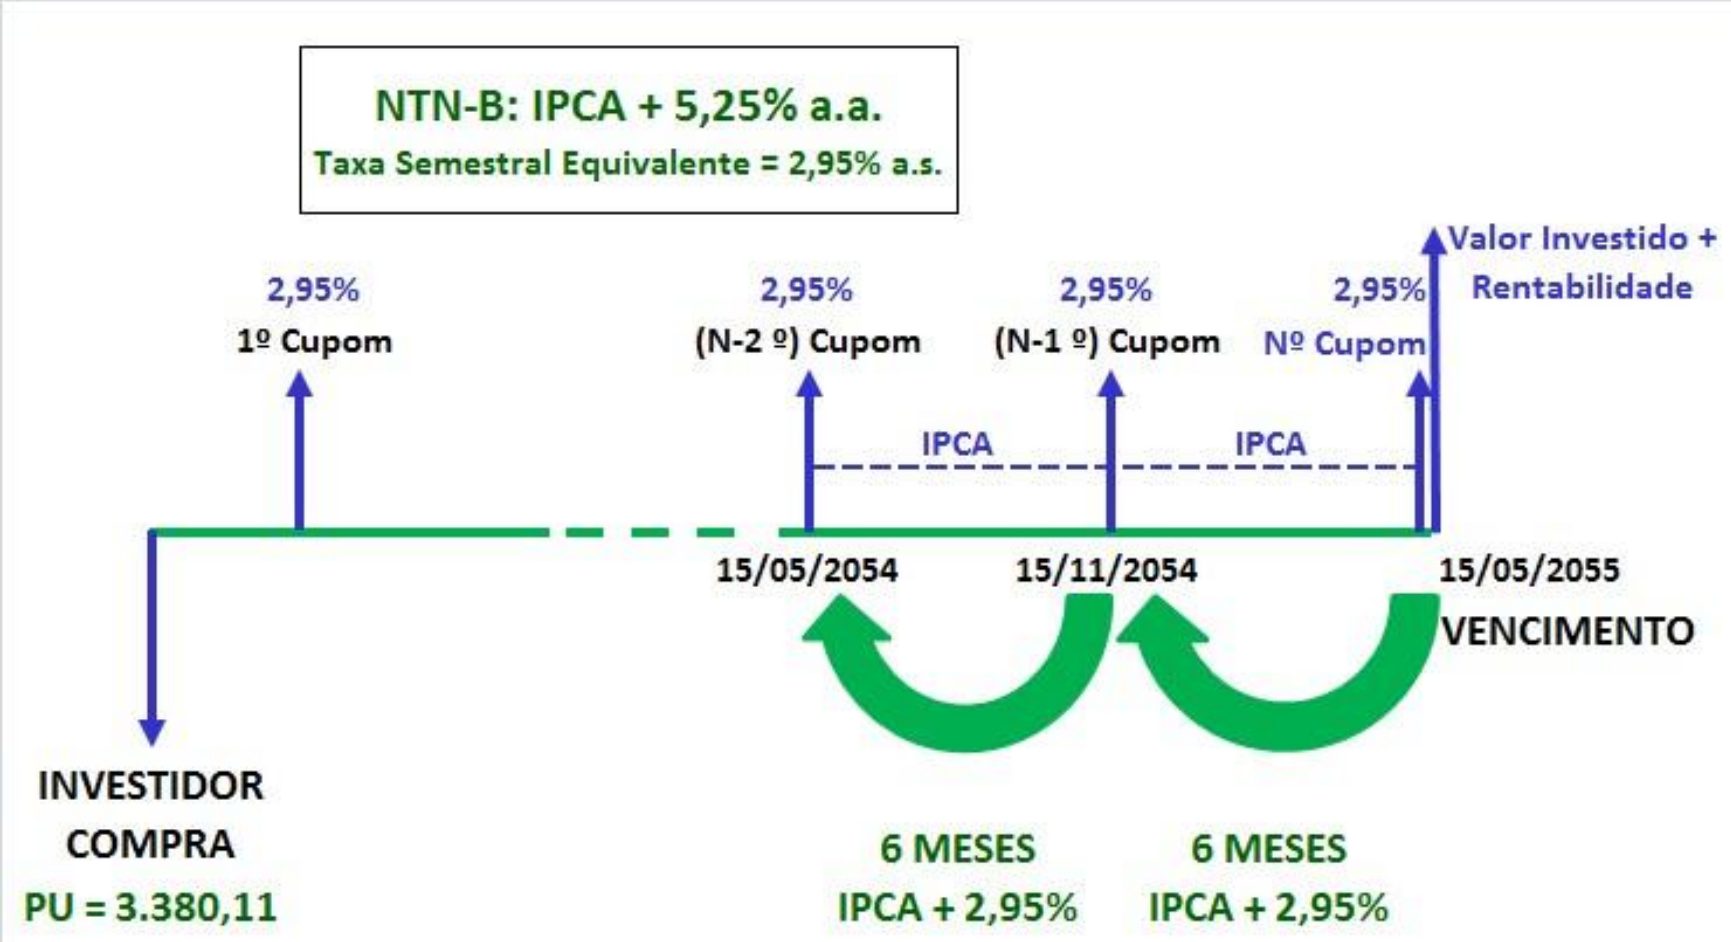 NTN-B: IPCA + 5,25% a.a.
Taxa Semestral Equivalente = 2,95% a.s.
Valor Investido +
Rentabilidade
2,95%
1º Cupom
2,95%
(N-2 º) Cupom
2,95%
(N-1 º) Cupom
2,95%
Nº Cupom
IPCA
IPCA
15/05/2054
15/11/2054
15/05/2055
VENCIMENTO
INVESTIDOR
COMPRA
PU = 3.380,11
6 MESES
IPCA + 2,95%
6 MESES
IPCA + 2,95%